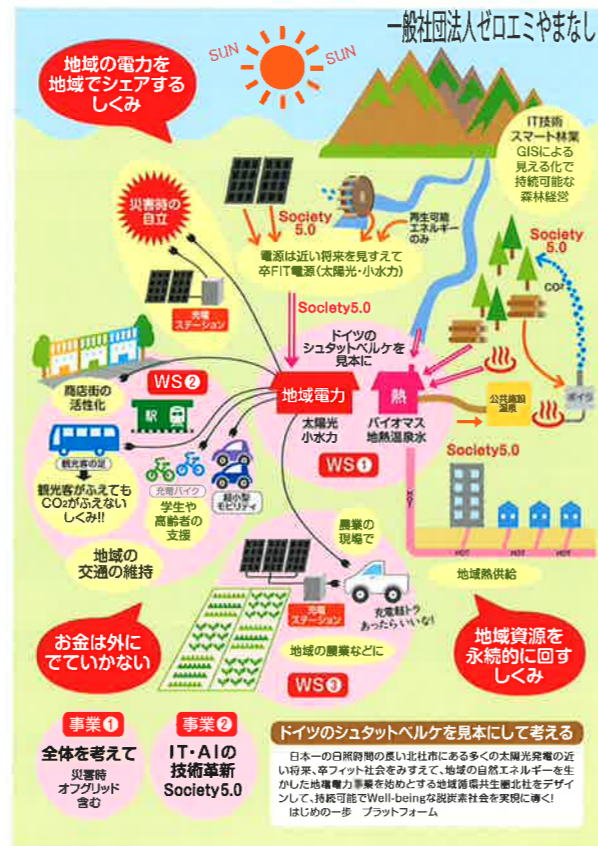 一般社団法人ゼロエミやまなし
SUN
SUN
地域の電力を
地域でシェアする
しくみ
IT技術
スマート林業
GISによる
見える化で
持続可能な
森林経営
災害時の
自立
Society
5.0
再生可能
エネルギー
のみ
電源は近い将来を見すえて
卒FIT電源(太陽光・小水力)
Society
5.0
CO²
充電
ステーション
Society5.0
ドイツの
シュタットベルケを
見本に
商店街の
活性化
WS❷
地域電力
太陽光
小水力
熱
バイオマス
地熱温泉水
公共施設
温泉
ボイラ
WS❶
駅
観光客の足
観光客がふえても
CO₂がふえない
しくみ!!
充電バイク
学生や
高齢者の
支援
超小型
モビリティ
Society5.0
HOT
HOT
HOT
HOT
地域熱供給
地域の
交通の維持
農業の
現場で
充電
ステーション
充電軽トラ
あったらいいな!
地域の農業などに
WS❸
お金は外に
でていかない
地域資源を
永続的に回す
しくみ
事業❶
全体を考えて
災害時
オフグリッド
含む
事業❷
IT・AIの
技術革新
Society5.0
ドイツのシュタットベルケを見本にして考える
日本一の日照時間の長い北杜市にある多くの太陽光発電の近
い将来、卒フィット社会をみすえて、地域の自然エネルギーを生
かした地域電力事業を始めとする地域循環共生圏北杜をデザイ
ンして、持続可能でWell-beingな脱炭素社会を実現に導く!
はじめの一歩 プラットフォーム